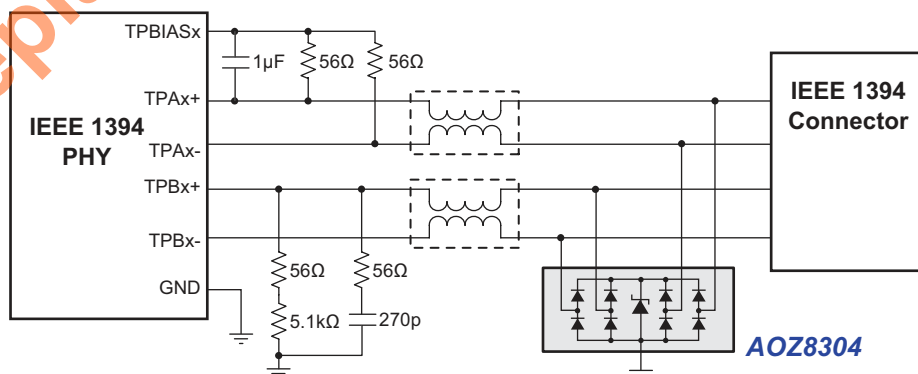 TPBIASx
1µF
56Ω
56Ω
TPAx+
IEEE 1394
PHY
IEEE 1394
Connector
TPAx-
TPBx+
TPBx-
56Ω
56Ω
GND
5.1kΩ
270p
AOZ8304